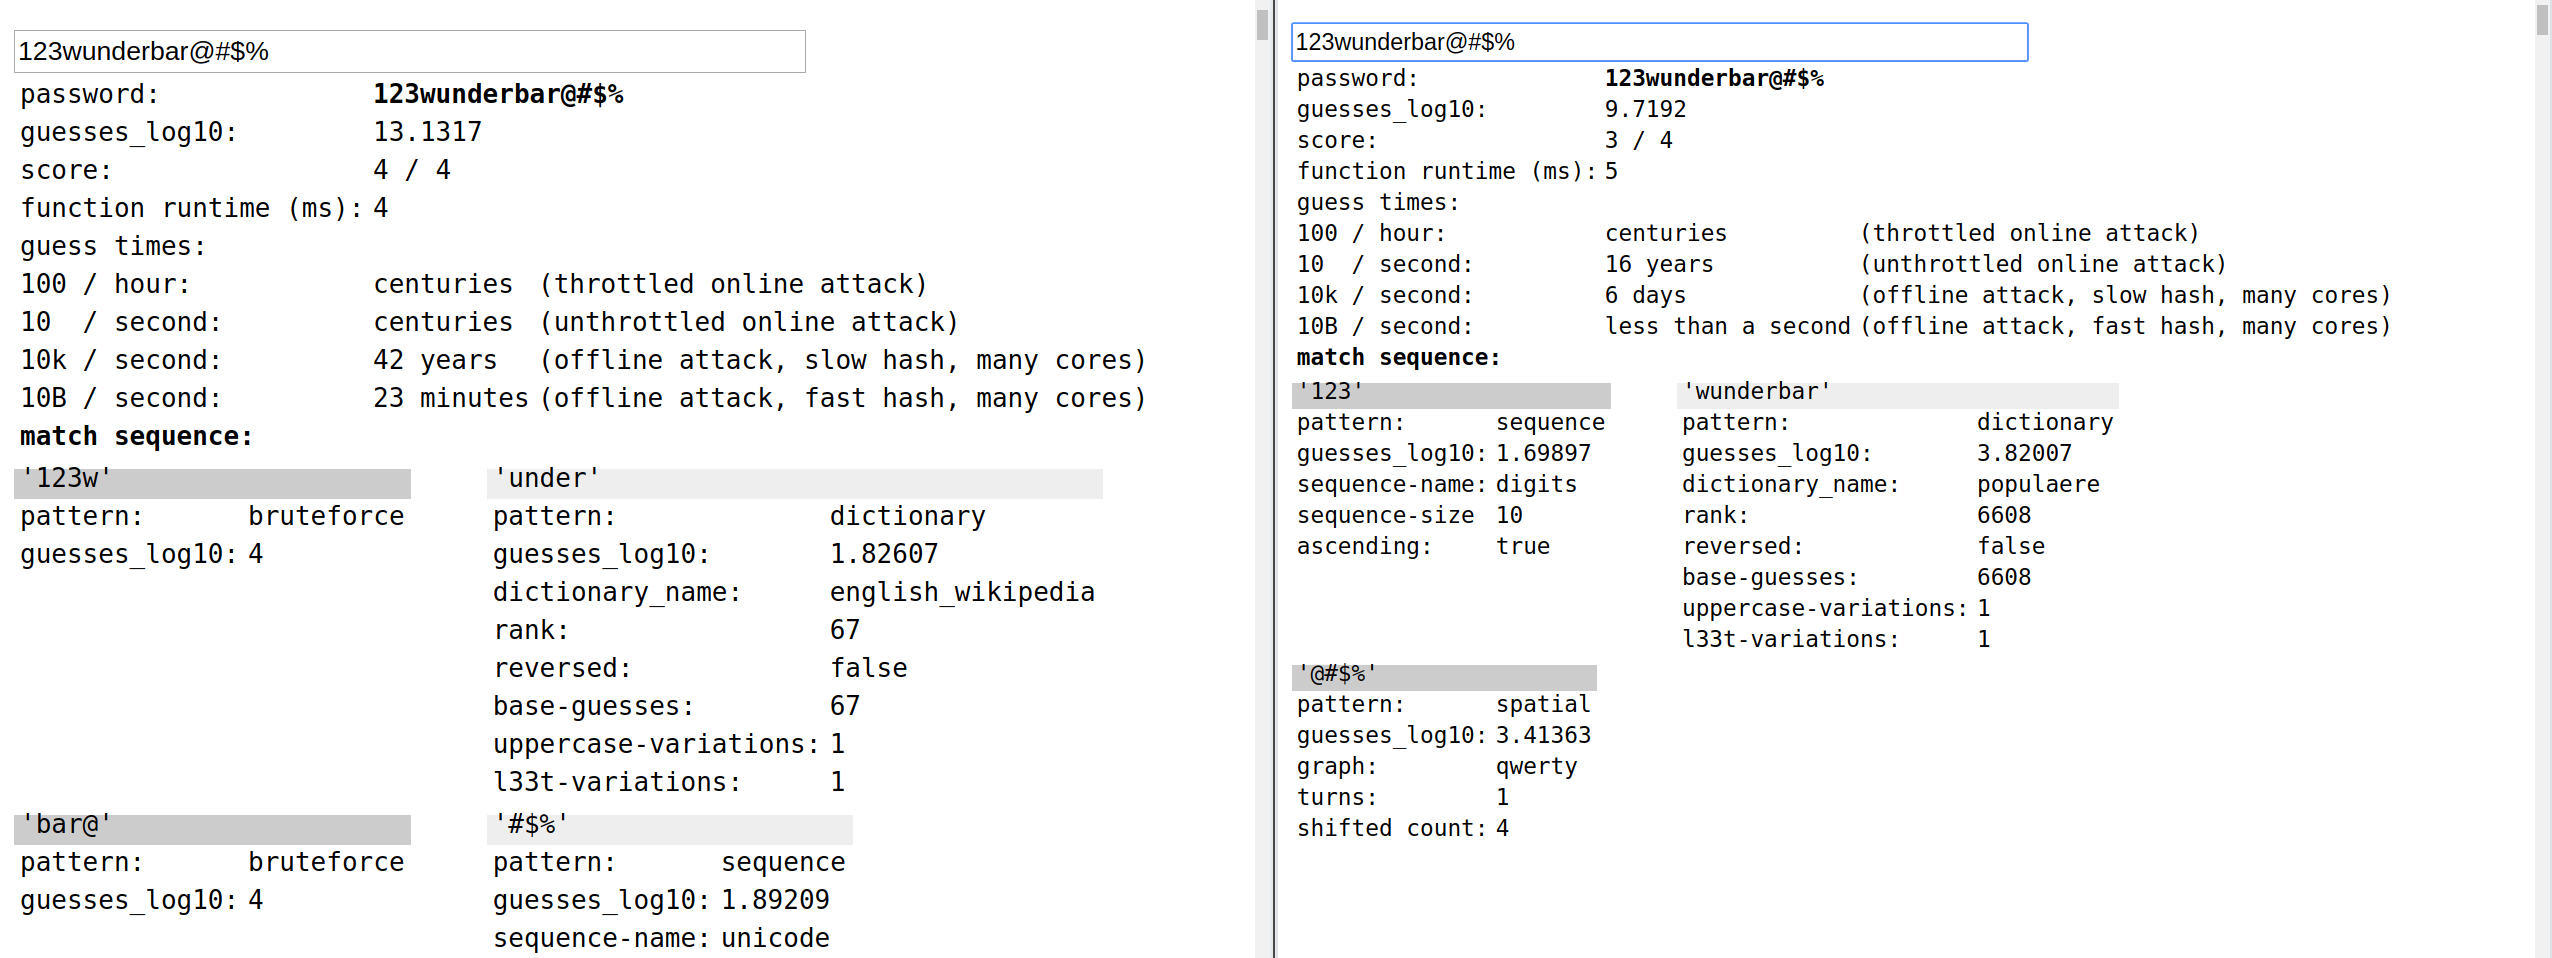 123wunderbar@#$%
password: 123wunderbar@#$%
guesses_log10: 13.1317
score: 4 / 4
function runtime (ms): 4
guess times:
100 / hour: centuries (throttled online attack)
10  / second: centuries (unthrottled online attack)
10k / second: 42 years (offline attack, slow hash, many cores)
10B / second: 23 minutes (offline attack, fast hash, many cores)
match sequence:
'123w'
pattern: bruteforce
guesses_log10: 4
'under'
pattern: dictionary
guesses_log10: 1.82607
dictionary_name: english_wikipedia
rank: 67
reversed: false
base-guesses: 67
uppercase-variations: 1
l33t-variations: 1
'bar@'
pattern: bruteforce
guesses_log10: 4
'#$%'
pattern: sequence
guesses_log10: 1.89209
sequence-name: unicode
123wunderbar@#$%
password: 123wunderbar@#$%
guesses_log10: 9.7192
score: 3 / 4
function runtime (ms): 5
guess times:
100 / hour: centuries (throttled online attack)
10  / second: 16 years (unthrottled online attack)
10k / second: 6 days (offline attack, slow hash, many cores)
10B / second: less than a second (offline attack, fast hash, many cores)
match sequence:
'123'
pattern: sequence
guesses_log10: 1.69897
sequence-name: digits
sequence-size 10
ascending: true
'wunderbar'
pattern: dictionary
guesses_log10: 3.82007
dictionary_name: populaere
rank: 6608
reversed: false
base-guesses: 6608
uppercase-variations: 1
l33t-variations: 1
'@#$%'
pattern: spatial
guesses_log10: 3.41363
graph: qwerty
turns: 1
shifted count: 4